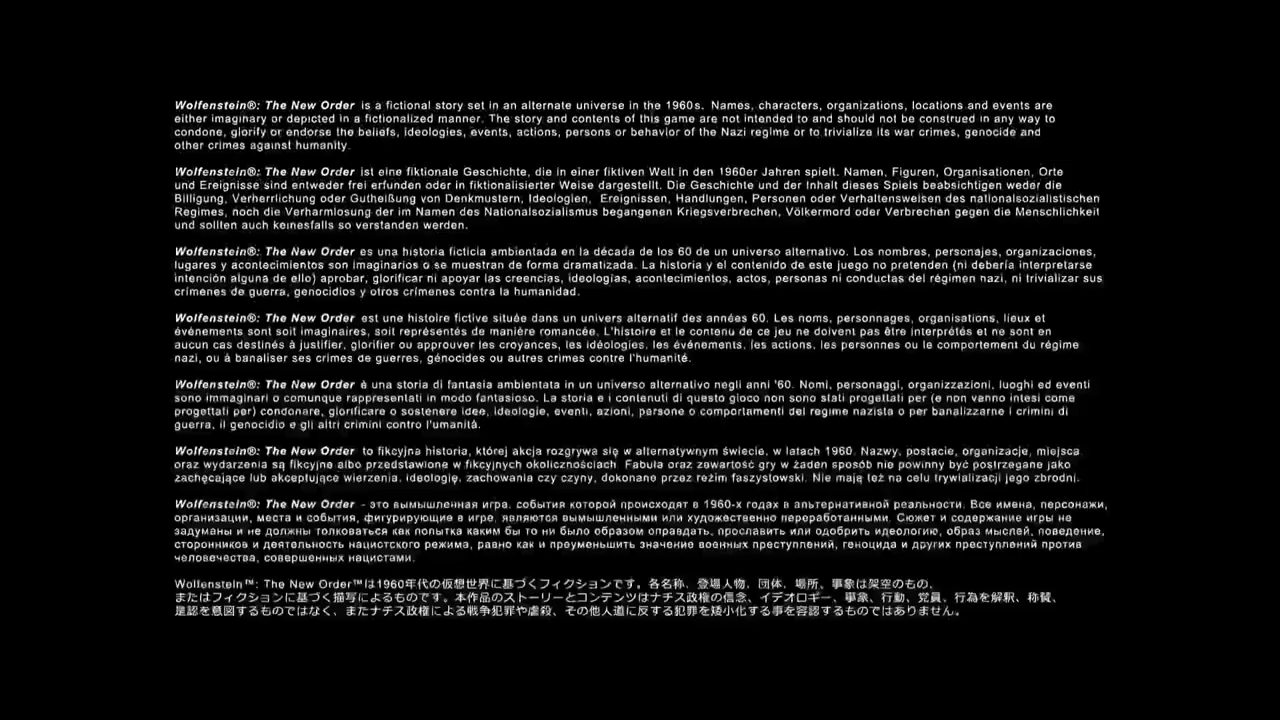 Wolfenstein®: The New Order is a fictional story set in an alternate universe in the 1960s. Names, characters, organizations, locations and events are
either imaginary or depicted in a fictionalized manner. The story and contents of this game are not intended to and should not be construed in any way to
condone, glorify or endorse the beliefs, ideologies, events, actions, persons or behavior of the Nazi regime or to trivialize its war crimes, genocide and
other crimes against humanity.
Wolfenstein®: The New Order ist eine fiktionale Geschichte, die in einer fiktiven Welt in den 1960er Jahren spielt. Namen, Figuren, Organisationen, Orte
und Ereignisse sind entweder frei erfunden oder in fiktionalisierter Weise dargestellt. Die Geschichte und der Inhalt dieses Spiels beabsichtigen weder die
Billigung, Verherrlichung oder Gutheißung von Denkmustern, Ideologien, Ereignissen, Handlungen, Personen oder Verhaltensweisen des nationalsozialistischen
Regimes, noch die Verharmlosung der im Namen des Nationalsozialismus begangenen Kriegsverbrechen, Völkermord oder Verbrechen gegen die Menschlichkeit
und sollten auch keinesfalls so verstanden werden.
Wolfenstein®: The New Order es una historia ficticia ambientada en la década de los 60 de un universo alternativo. Los nombres, personajes, organizaciones,
lugares y acontecimientos son imaginarios o se muestran de forma dramatizada. La historia y el contenido de este juego no pretenden (ni debería interpretarse
intención alguna de ello) aprobar, glorificar ni apoyar las creencias, ideologías, acontecimientos, actos, personas ni conductas del régimen nazi, ni trivializar sus
crímenes de guerra, genocidios y otros crímenes contra la humanidad.
Wolfenstein®: The New Order est une histoire fictive située dans un univers alternatif des années 60. Les noms, personnages, organisations, lieux et
événements sont soit imaginaires, soit représentés de manière romancée. L'histoire et le contenu de ce jeu ne doivent pas être interprétés et ne sont en
aucun cas destinés à justifier, glorifier ou approuver les croyances, les idéologies, les événements, les actions, les personnes ou le comportement du régime
nazi, ou à banaliser ses crimes de guerres, génocides ou autres crimes contre l'humanité.
Wolfenstein®: The New Order è una storia di fantasia ambientata in un universo alternativo negli anni '60. Nomi, personaggi, organizzazioni, luoghi ed eventi
sono immaginari o comunque rappresentati in modo fantasioso. La storia e i contenuti di questo gioco non sono stati progettati per (e non vanno intesi come
progettati per) condonare, glorificare o sostenere idee, ideologie, eventi, azioni, persone o comportamenti del regime nazista o per banalizzarne i crimini di
guerra, il genocidio e gli altri crimini contro l'umanità.
Wolfenstein®: The New Order to fikcyjna historia, której akcja rozgrywa się w alternatywnym świecie, w latach 1960. Nazwy, postacie, organizacje, miejsca
oraz wydarzenia są fikcyjne albo przedstawione w fikcyjnych okolicznościach. Fabuła oraz zawartość gry w żaden sposób nie powinny być postrzegane jako
zachęcające lub akceptujące wierzenia, ideologie, zachowania czy czyny, dokonane przez reżim faszystowski. Nie mają też na celu trywializacji jego zbrodni.
Wolfenstein®: The New Order - это вымышленная игра, события которой происходят в 1960-х годах в альтернативной реальности. Все имена, персонажи,
организации, места и события, фигурирующие в игре, являются вымышленными или художественно переработанными. Сюжет и содержание игры не
задуманы и не должны толковаться как попытка каким бы то ни было образом оправдать, прославить или одобрить идеологию, образ мыслей, поведение,
сторонников и деятельность нацистского режима, равно как и преуменьшить значение военных преступлений, геноцида и других преступлений против
человечества, совершенных нацистами.
Wolfenstein™: The New Order™は1960年代の仮想世界に基づくフィクションです。各名称、登場人物、団体、場所、事象は架空のもの、
またはフィクションに基づく描写によるものです。本作品のストーリーとコンテンツはナチス政権の信念、イデオロギー、事象、行動、党員、行為を解釈、称賛、
是認を意図するものではなく、またナチス政権による戦争犯罪や虐殺、その他人道に反する犯罪を矮小化する事を容認するものではありません。